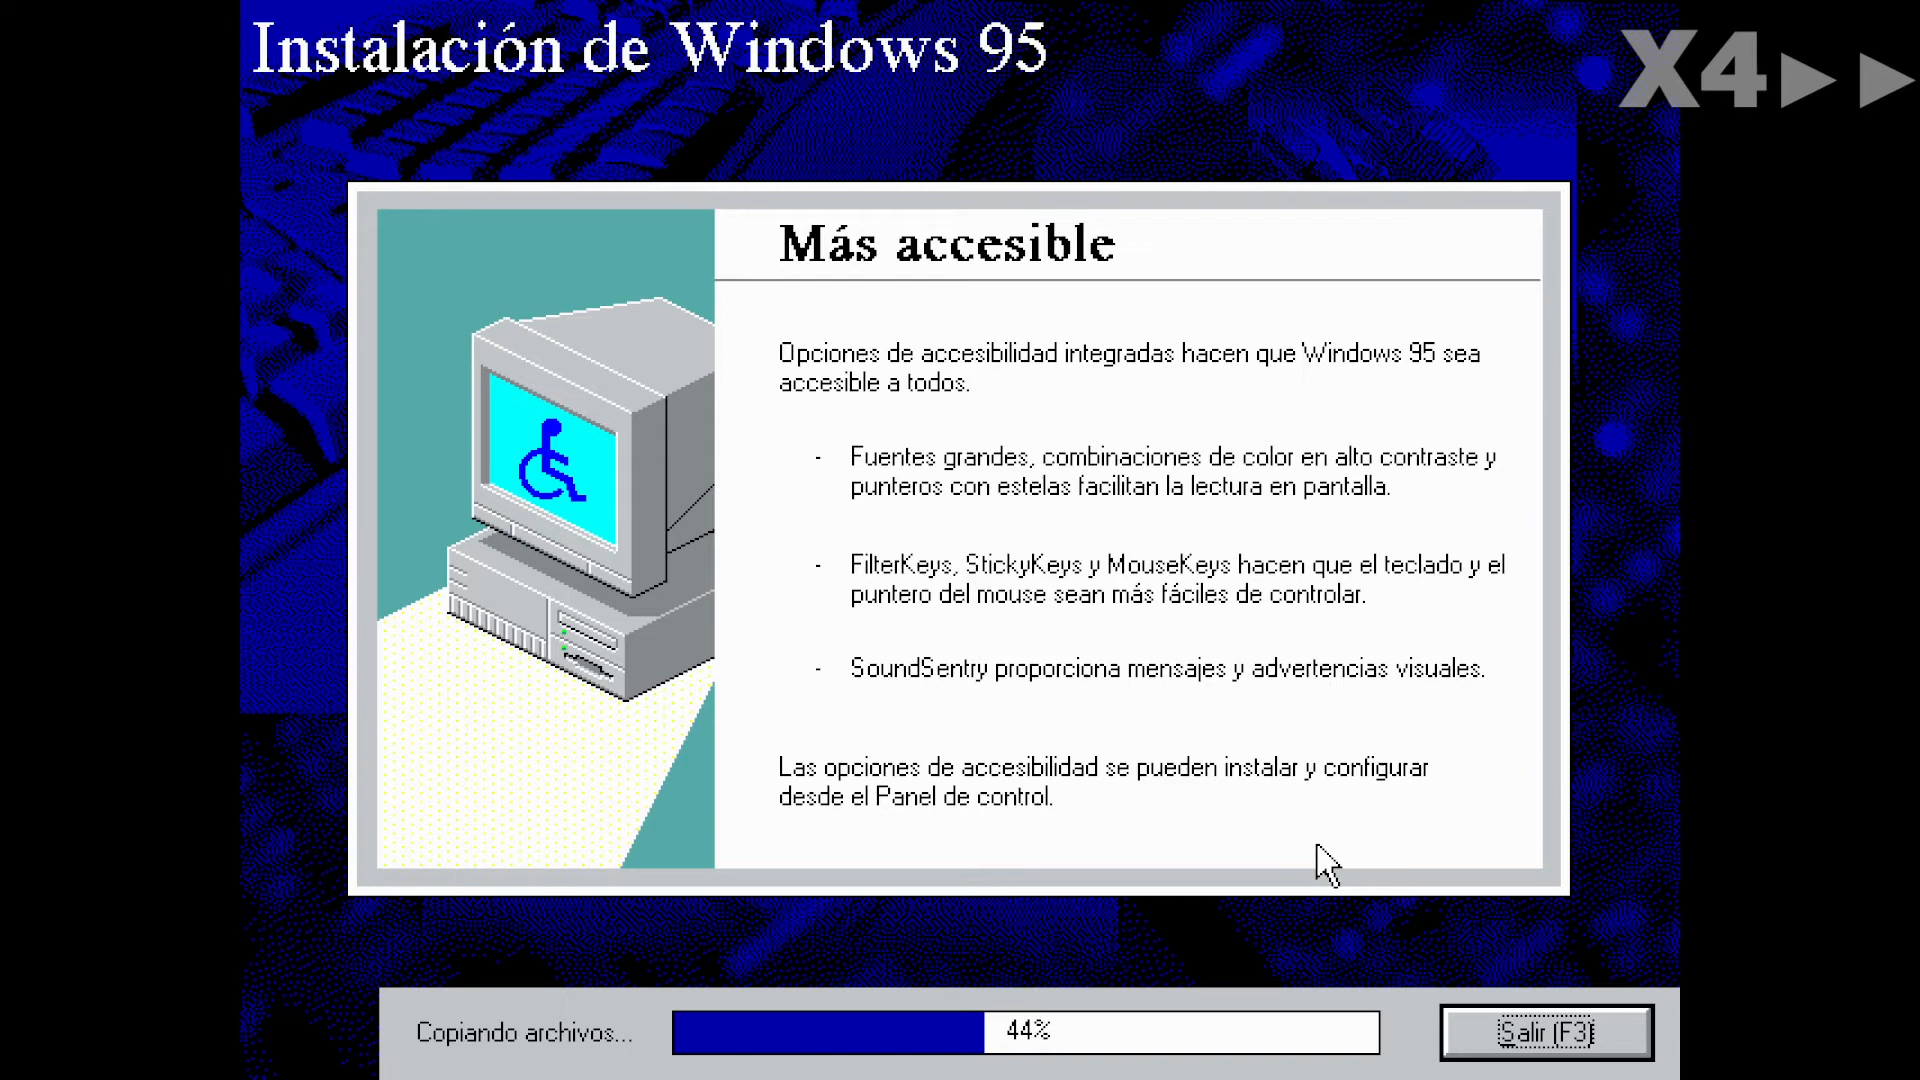 Instalación de Windows 95
X4
Más accesible
Opciones de accesibilidad integradas hacen que Windows 95 sea
accesible a todos.
- Fuentes grandes, combinaciones de color en alto contraste y
punteros con estelas facilitan la lectura en pantalla.
- FilterKeys, StickyKeys y MouseKeys hacen que el teclado y el
puntero del mouse sean más fáciles de controlar.
- SoundSentry proporciona mensajes y advertencias visuales.
Las opciones de accesibilidad se pueden instalar y configurar
desde el Panel de control.
Copiando archivos...
44%
Salir (F3)